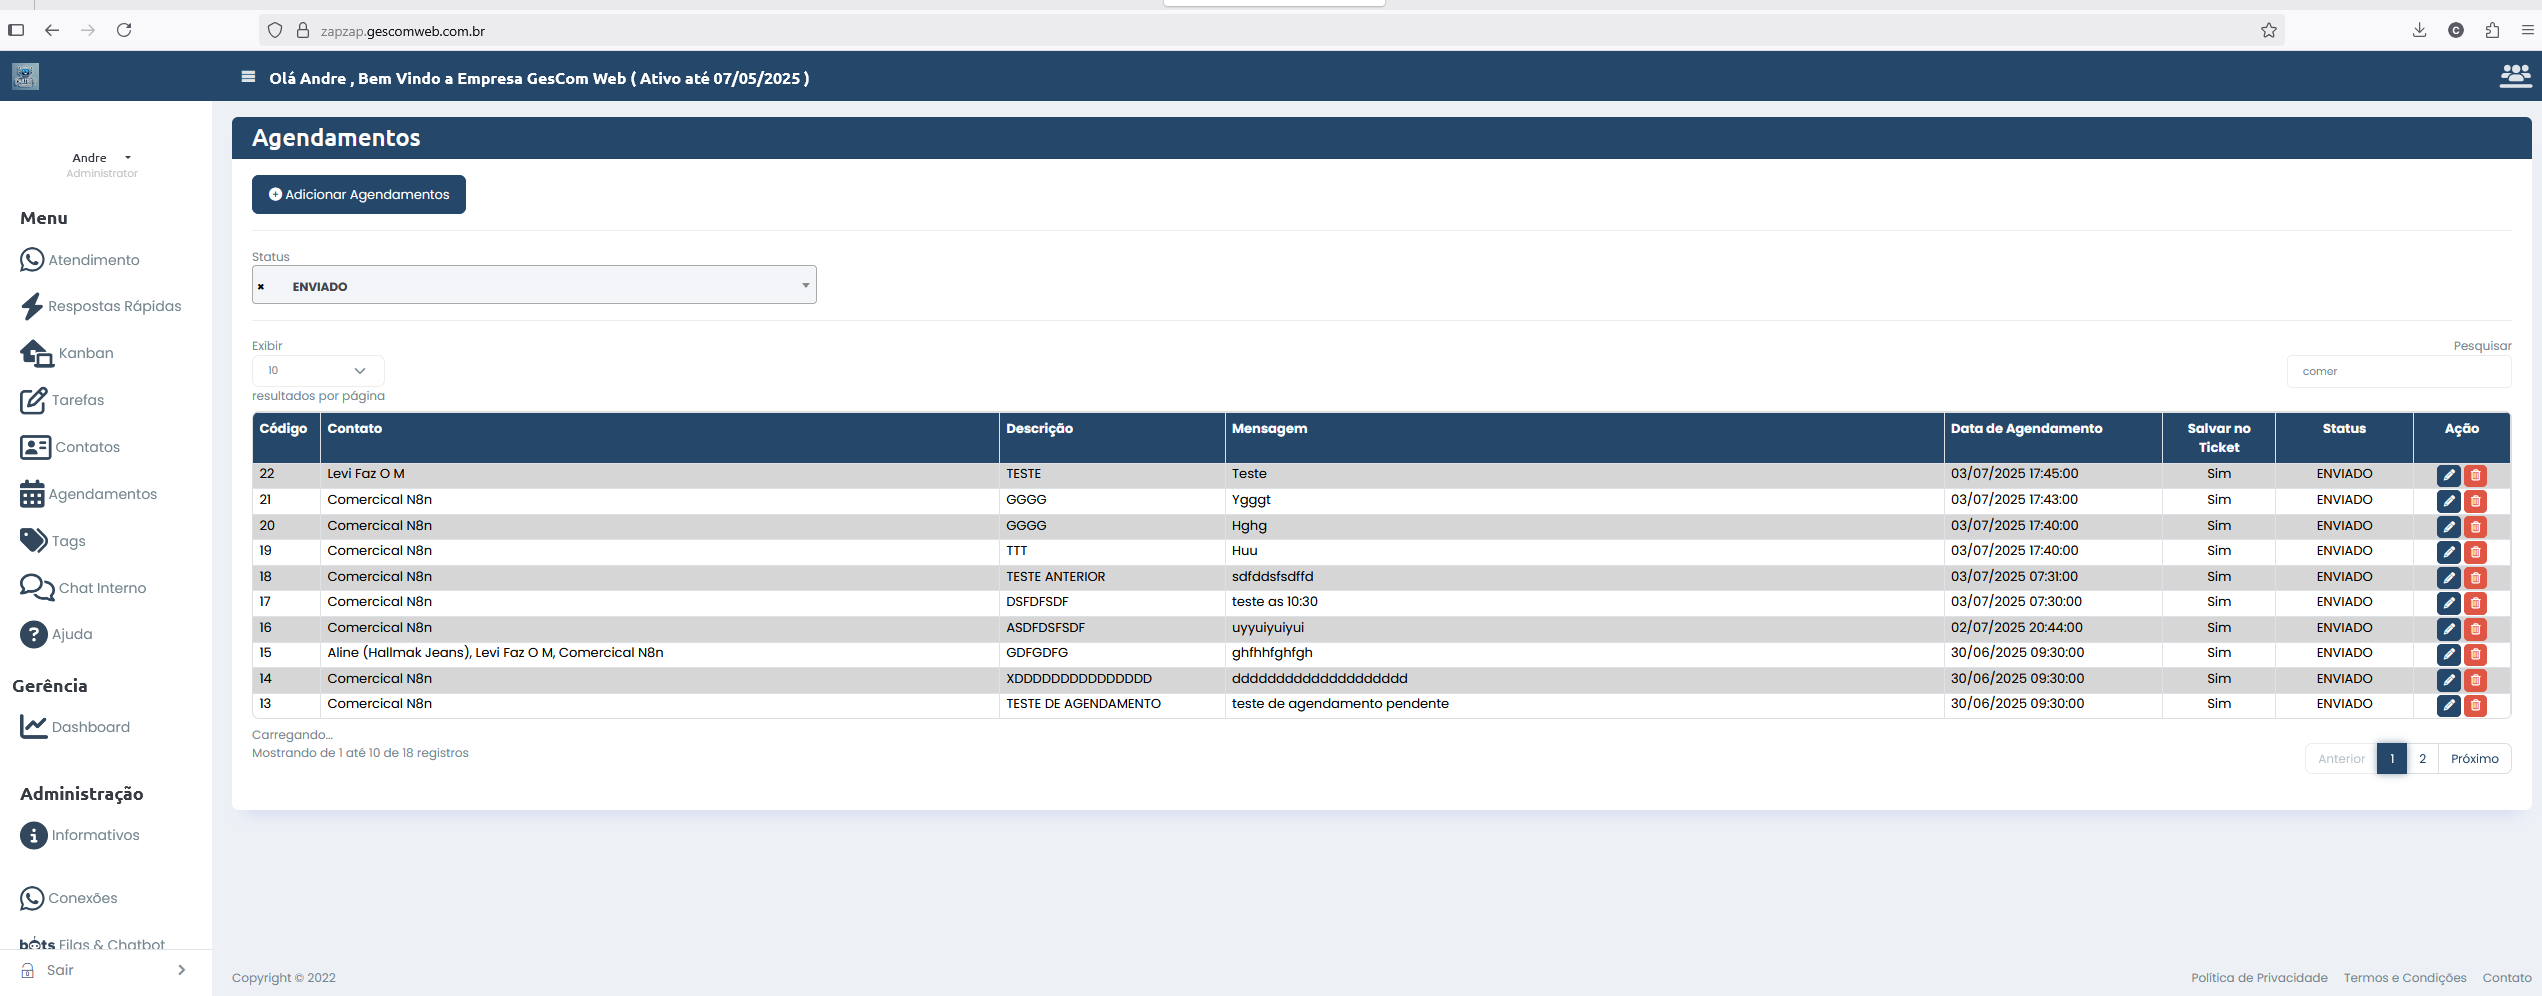 zapzap.gescomweb.com.br
Olá Andre , Bem Vindo a Empresa GesCom Web ( Ativo até 07/05/2025 )
Andre
Administrator
Menu
Atendimento
Respostas Rápidas
Kanban
Tarefas
Contatos
Agendamentos
Tags
Chat Interno
Ajuda
Gerência
Dashboard
Administração
Informativos
Conexões
bots Filas & Chatbot
Sair
Agendamentos
Adicionar Agendamentos
Status
× ENVIADO
Exibir
10
resultados por página
Pesquisar
comer
Código Contato Descrição Mensagem Data de Agendamento Salvar no Ticket Status Ação
22 Levi Faz O M TESTE Teste 03/07/2025 17:45:00 Sim ENVIADO
21 Comercical N8n GGGG Ygggt 03/07/2025 17:43:00 Sim ENVIADO
20 Comercical N8n GGGG Hghg 03/07/2025 17:40:00 Sim ENVIADO
19 Comercical N8n TTT Huu 03/07/2025 17:40:00 Sim ENVIADO
18 Comercical N8n TESTE ANTERIOR sdfddsfsdffd 03/07/2025 07:31:00 Sim ENVIADO
17 Comercical N8n DSFDFSDF teste as 10:30 03/07/2025 07:30:00 Sim ENVIADO
16 Comercical N8n ASDFDSFSDF uyyuiyuiyui 02/07/2025 20:44:00 Sim ENVIADO
15 Aline (Hallmak Jeans), Levi Faz O M, Comercical N8n GDFGDFG ghfhhfghfgh 30/06/2025 09:30:00 Sim ENVIADO
14 Comercical N8n XDDDDDDDDDDDDDDD dddddddddddddddddddd 30/06/2025 09:30:00 Sim ENVIADO
13 Comercical N8n TESTE DE AGENDAMENTO teste de agendamento pendente 30/06/2025 09:30:00 Sim ENVIADO
Carregando...
Mostrando de 1 até 10 de 18 registros
Anterior 1 2 Próximo
Copyright © 2022
Política de Privacidade Termos e Condições Contato